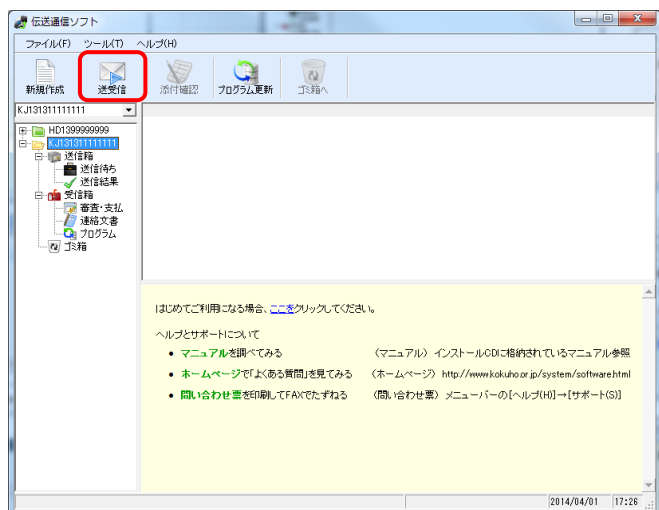 伝送通信ソフト
ファイル(F) ツール(T) ヘルプ(H)
新規作成 送受信 添付確認 プログラム更新 ゴミ箱へ
KJ131311111111
HD1399999999
KJ131311111111
送信箱
送信待ち
送信結果
受信箱
審査・支払
連絡文書
プログラム
ゴミ箱
はじめてご利用になる場合、ここをクリックしてください。
ヘルプとサポートについて
• マニュアルを調べてみる (マニュアル) インストールCDに格納されているマニュアル参照
• ホームページで「よくある質問」を見てみる (ホームページ) http://www.kokuho.or.jp/system/software.html
• 問い合わせ票を印刷してFAXでたずねる (問い合わせ票) メニューバーの[ヘルプ(H)]→[サポート(S)]
2014/04/01 17:26